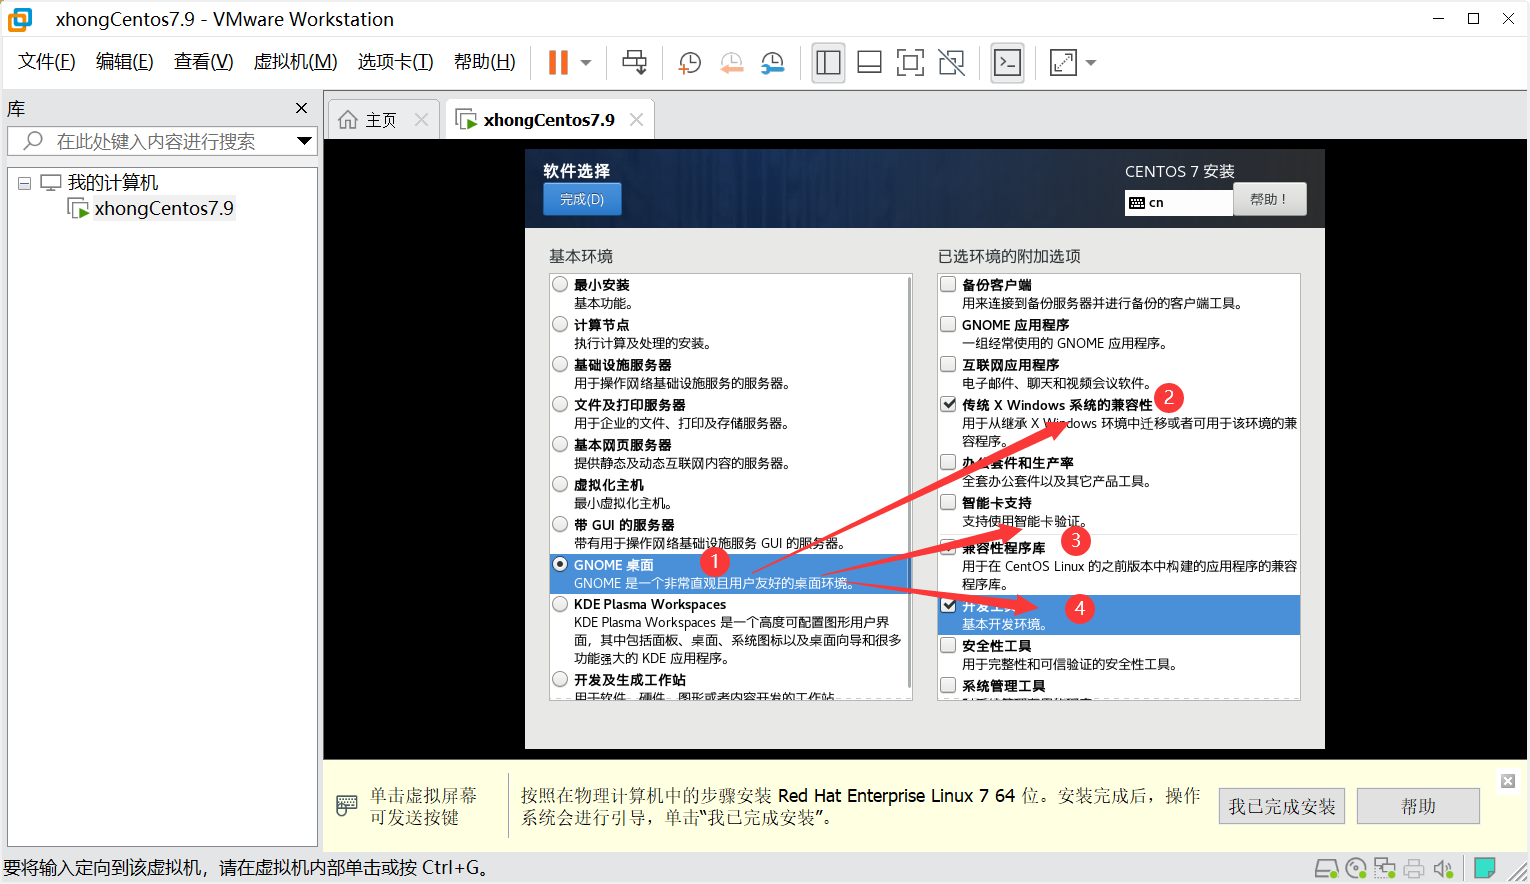 xhongCentos7.9 - VMware Workstation
文件(F) 编辑(E) 查看(V) 虚拟机(M) 选项卡(T) 帮助(H)
库
在此处键入内容进行搜索
我的计算机
xhongCentos7.9
主页
xhongCentos7.9
软件选择
完成(D)
CENTOS 7 安装
cn
帮助！
基本环境
最小安装
基本功能。
计算节点
执行计算及处理的安装。
基础设施服务器
用于操作网络基础设施服务的服务器。
文件及打印服务器
用于企业的文件、打印及存储服务器。
基本网页服务器
提供静态及动态互联网内容的服务器。
虚拟化主机
最小虚拟化主机。
带 GUI 的服务器
带有用于操作网络基础设施服务 GUI 的服务器。
GNOME 桌面
1
GNOME 是一个非常直观且用户友好的桌面环境。
KDE Plasma Workspaces
KDE Plasma Workspaces 是一个高度可配置图形用户界
面，其中包括面板、桌面、系统图标以及桌面向导和很多
功能强大的 KDE 应用程序。
开发及生成工作站
用于软件、硬件、图形或者内容开发的工作站
已选环境的附加选项
备份客户端
用来连接到备份服务器并进行备份的客户端工具。
GNOME 应用程序
一组经常使用的 GNOME 应用程序。
互联网应用程序
电子邮件、聊天和视频会议软件。
传统 X Windows 系统的兼容性
2
用于从继承 X Windows 环境中迁移或者可用于该环境的兼
容程序。
办公套件和生产率
全套办公套件以及其它产品工具。
智能卡支持
支持使用智能卡验证。
兼容性程序库
3
用于在 CentOS Linux 的之前版本中构建的应用程序的兼容
程序库。
开发工具
4
基本开发环境。
安全性工具
用于完整性和可信验证的安全性工具。
系统管理工具
单击虚拟屏幕
可发送按键
按照在物理计算机中的步骤安装 Red Hat Enterprise Linux 7 64 位。安装完成后，操作
系统会进行引导，单击“我已完成安装”。
我已完成安装
帮助
要将输入定向到该虚拟机，请在虚拟机内部单击或按 Ctrl+G。